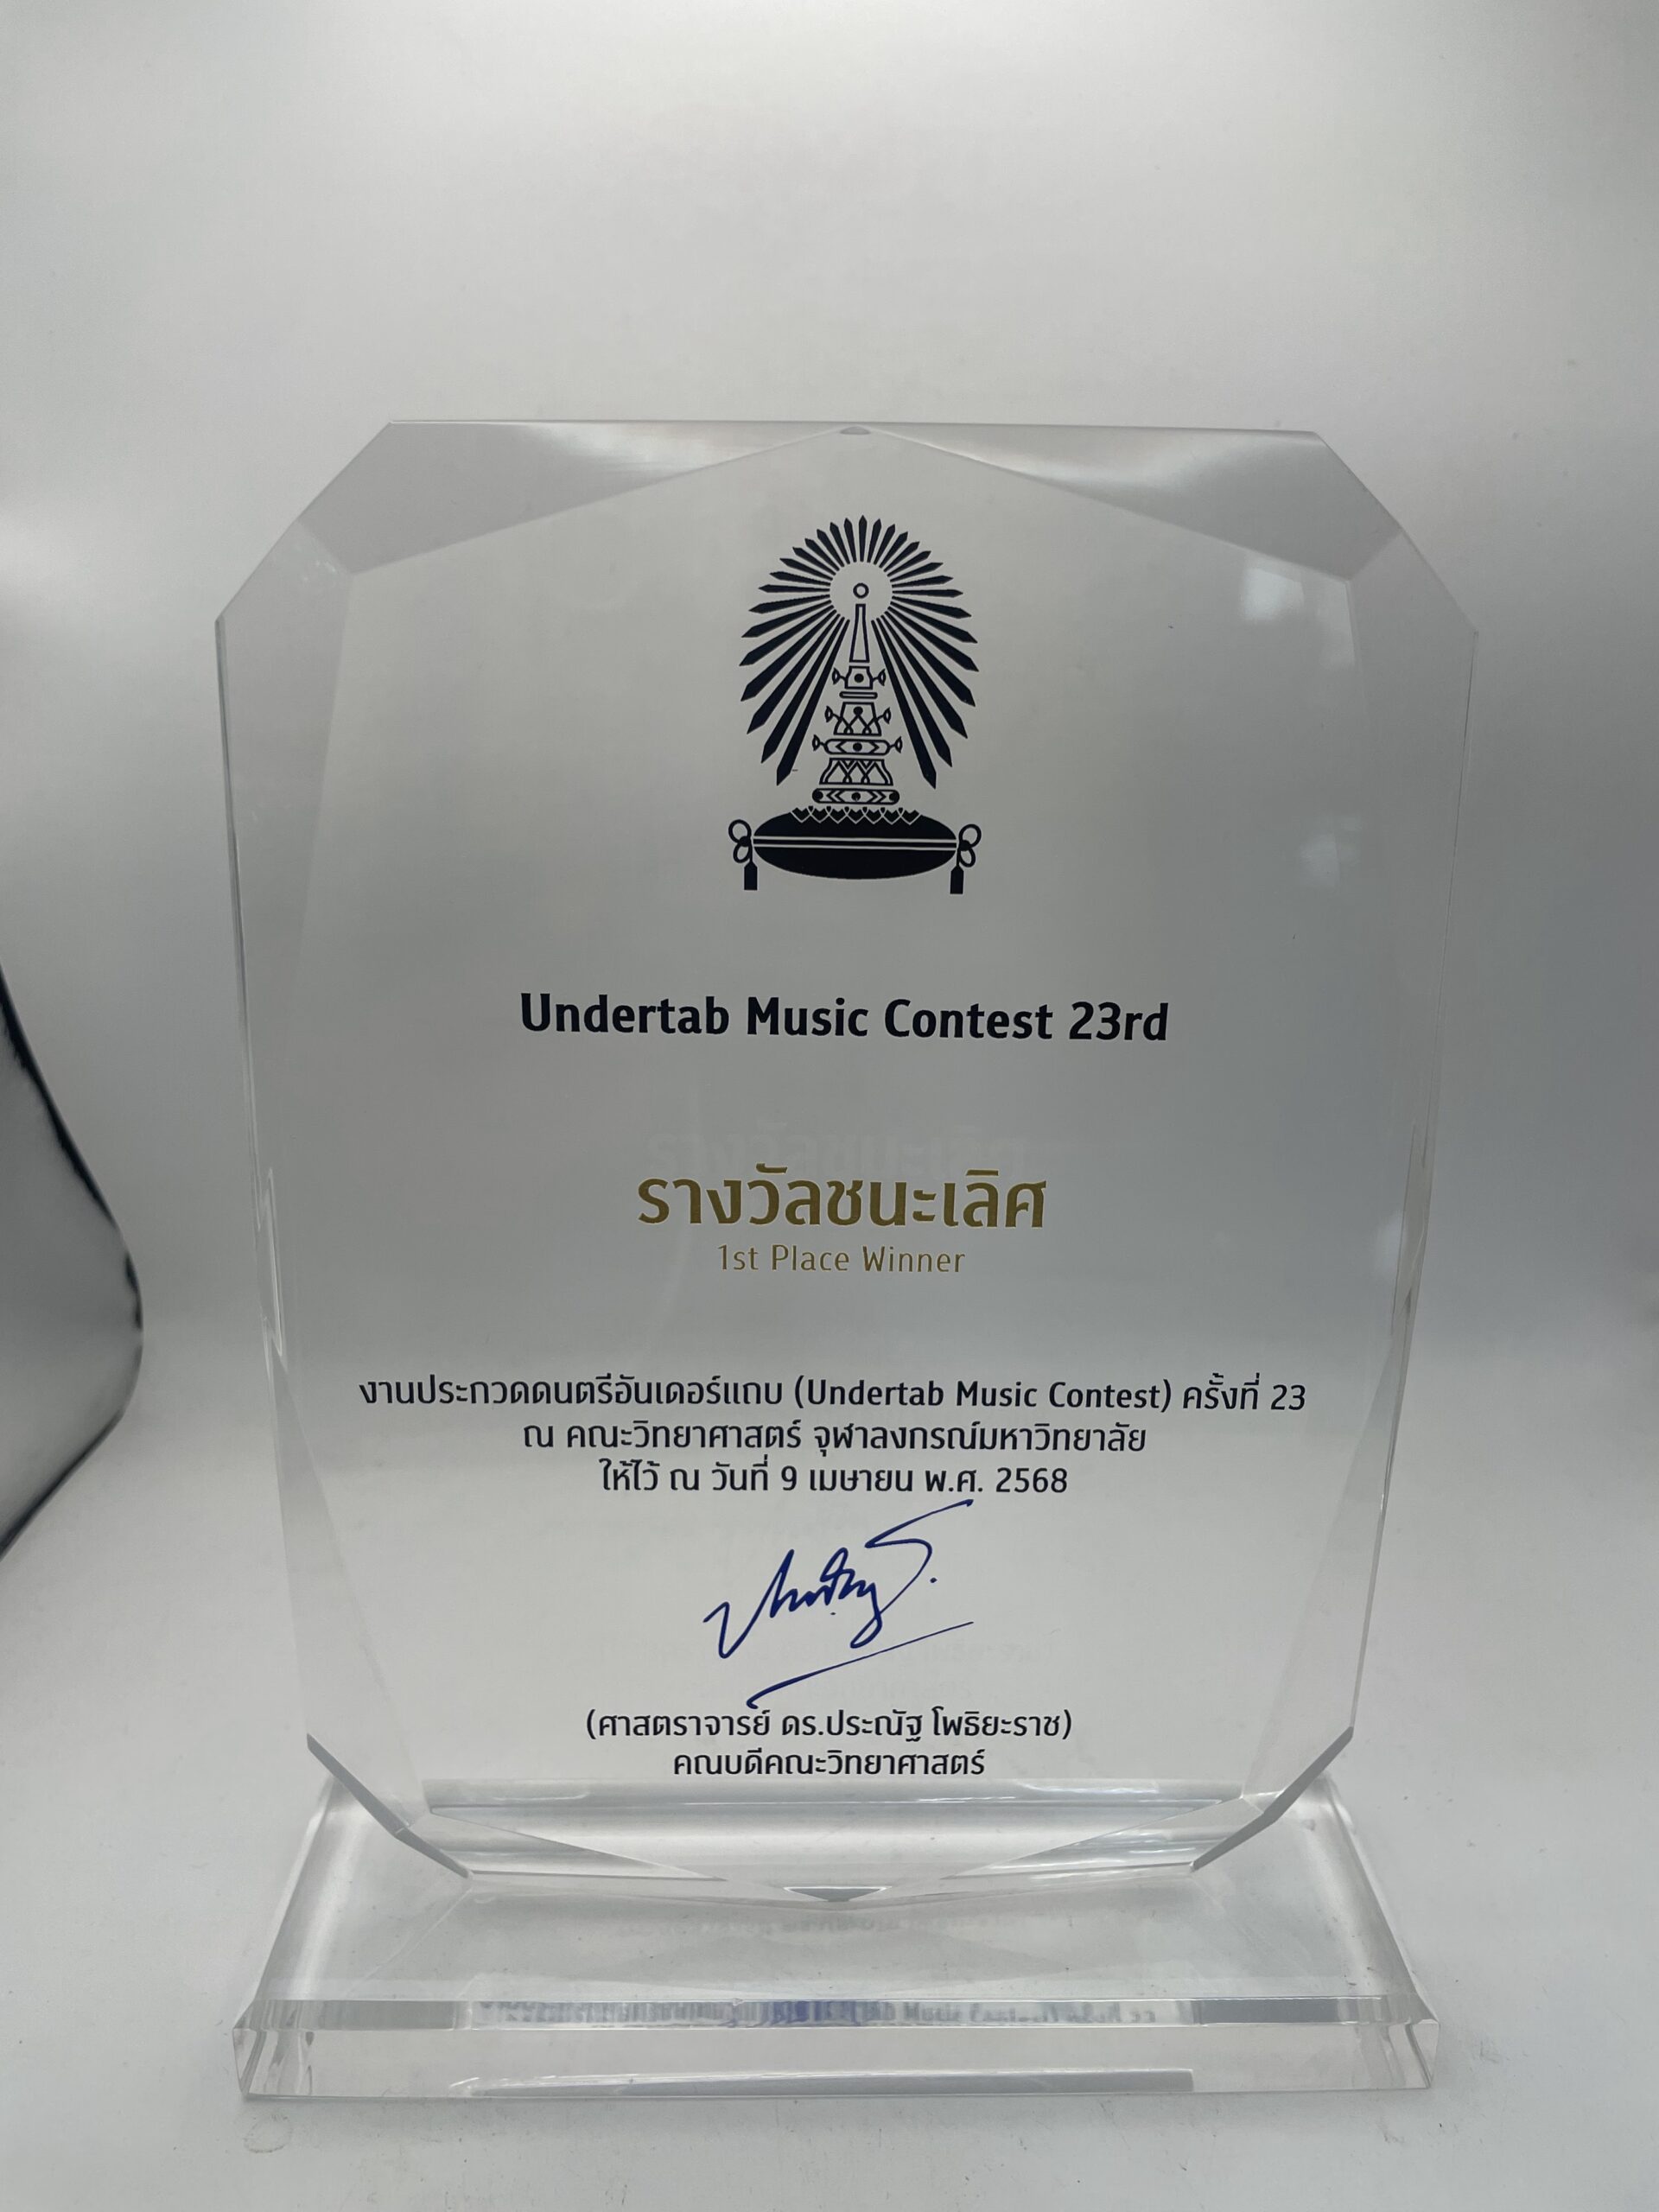 Undertab Music Contest 23rd
รางวัลชนะเลิศ
1st Place Winner
งานประกวดดนตรีอันเดอร์แถบ (Undertab Music Contest) ครั้งที่ 23
ณ คณะวิทยาศาสตร์ จุฬาลงกรณ์มหาวิทยาลัย
ให้ไว้ ณ วันที่ 9 เมษายน พ.ศ. 2568
(ศาสตราจารย์ ดร.ประณัฐ โพธิยะราช)
คณบดีคณะวิทยาศาสตร์